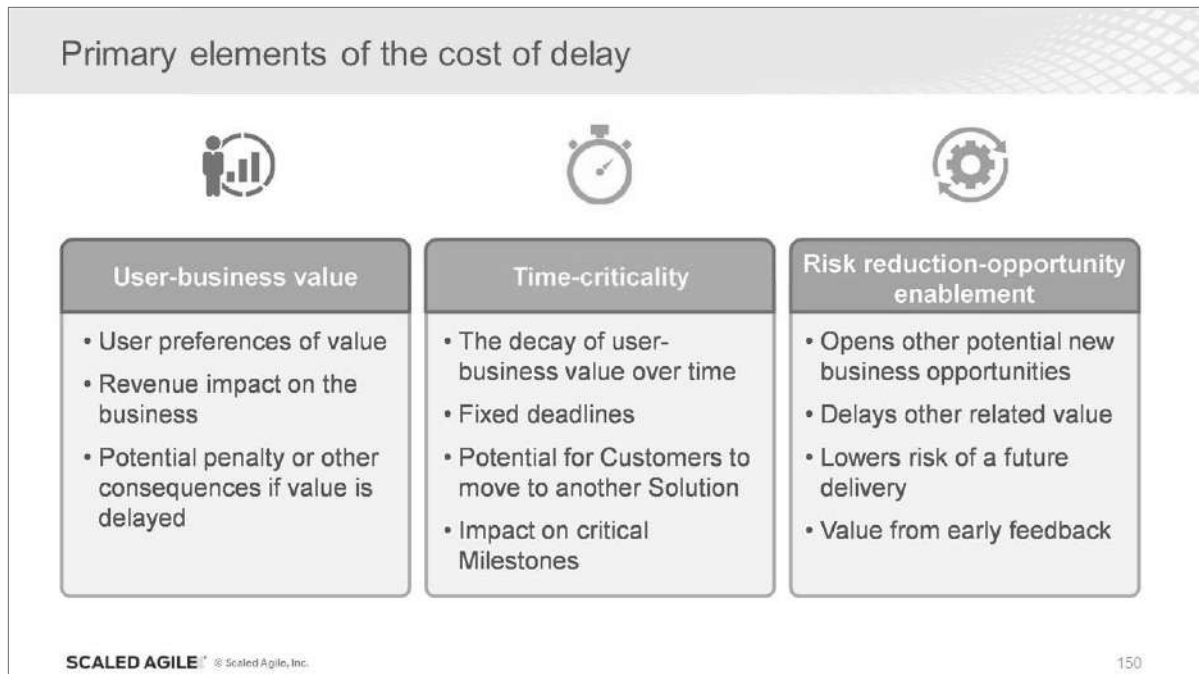 Primary elements of the cost of delay
User-business value
• User preferences of value
• Revenue impact on the
business
• Potential penalty or other
consequences if value is
delayed
Time-criticality
• The decay of user-
business value over time
• Fixed deadlines
• Potential for Customers to
move to another Solution
• Impact on critical
Milestones
Risk reduction-opportunity
enablement
• Opens other potential new
business opportunities
• Delays other related value
• Lowers risk of a future
delivery
• Value from early feedback
SCALED AGILE © Scaled Agile, Inc.
150